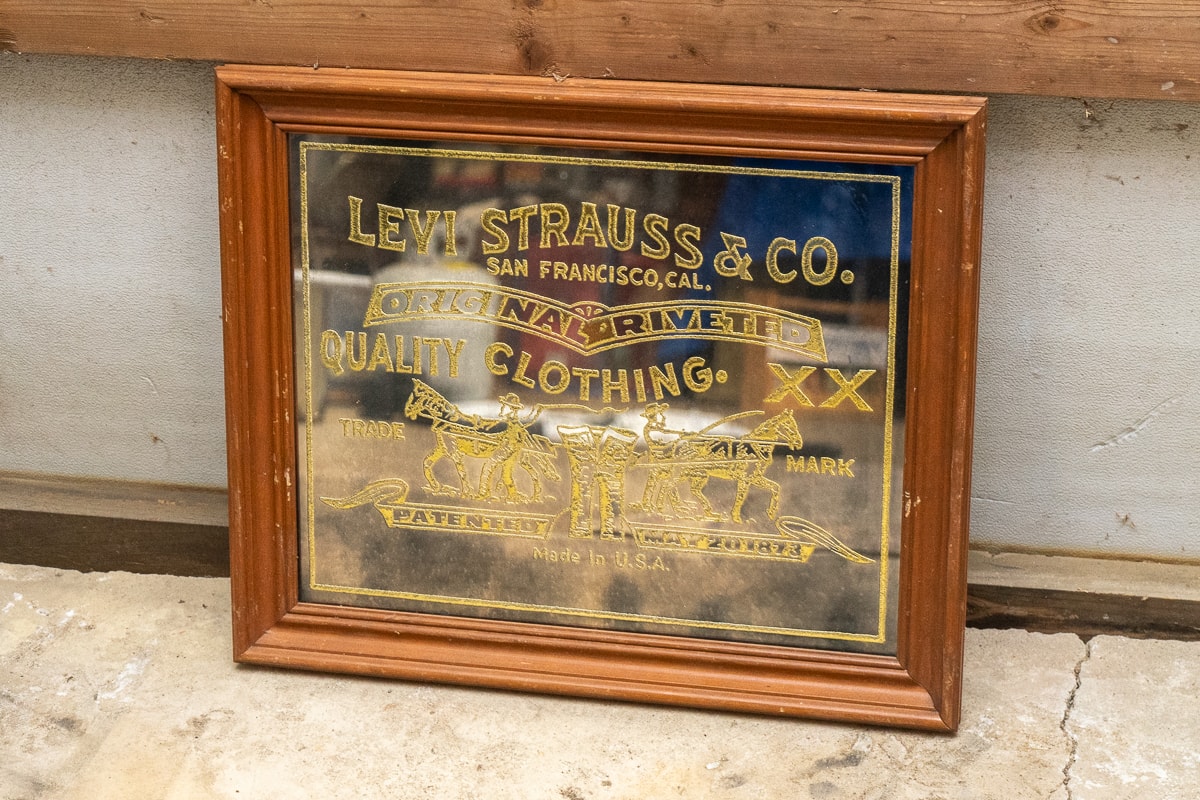 LEVI STRAUSS & CO.
SAN FRANCISCO, CAL.
ORIGINAL RIVETED
QUALITY CLOTHING. XX
TRADE MARK
PATENTED MAY 20 1873
Made in U.S.A.